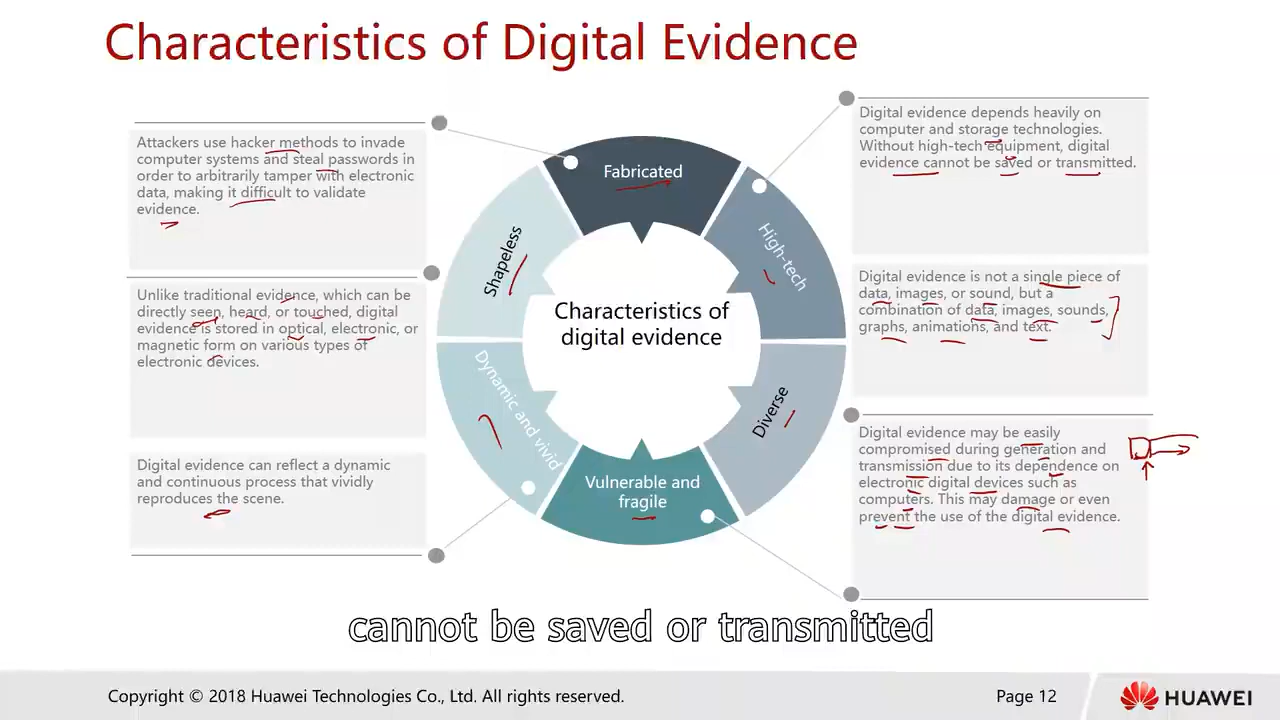 Characteristics of Digital Evidence
Attackers use hacker methods to invade
computer systems and steal passwords in
order to arbitrarily tamper with electronic
data, making it difficult to validate
evidence.
Unlike traditional evidence, which can be
directly seen, heard, or touched, digital
evidence is stored in optical, electronic, or
magnetic form on various types of
electronic devices.
Digital evidence can reflect a dynamic
and continuous process that vividly
reproduces the scene.
Fabricated
High-tech
Diverse
Vulnerable and
fragile
Dynamic and vivid
Shapeless
Characteristics of
digital evidence
Digital evidence depends heavily on
computer and storage technologies.
Without high-tech equipment, digital
evidence cannot be saved or transmitted.
Digital evidence is not a single piece of
data, images, or sound, but a
combination of data, images, sounds,
graphs, animations, and text.
Digital evidence may be easily
compromised during generation and
transmission due to its dependence on
electronic digital devices such as
computers. This may damage or even
prevent the use of the digital evidence.
cannot be saved or transmitted
Copyright © 2018 Huawei Technologies Co., Ltd. All rights reserved.
Page 12
HUAWEI